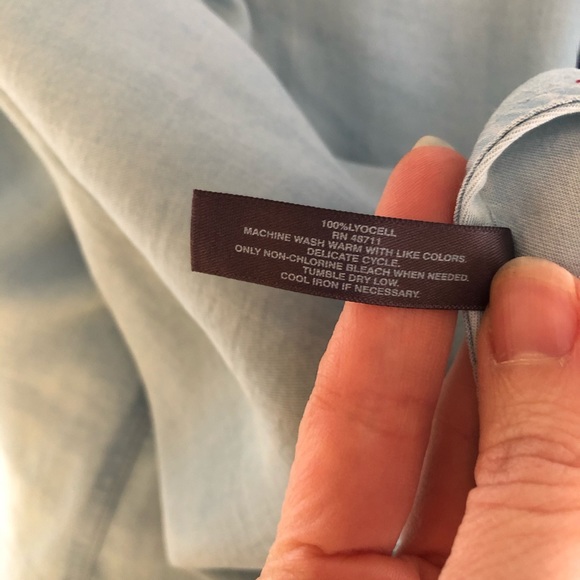 100%LYOCELL
RN 48711
MACHINE WASH WARM WITH LIKE COLORS.
DELICATE CYCLE.
ONLY NON-CHLORINE BLEACH WHEN NEEDED.
TUMBLE DRY LOW.
COOL IRON IF NECESSARY.